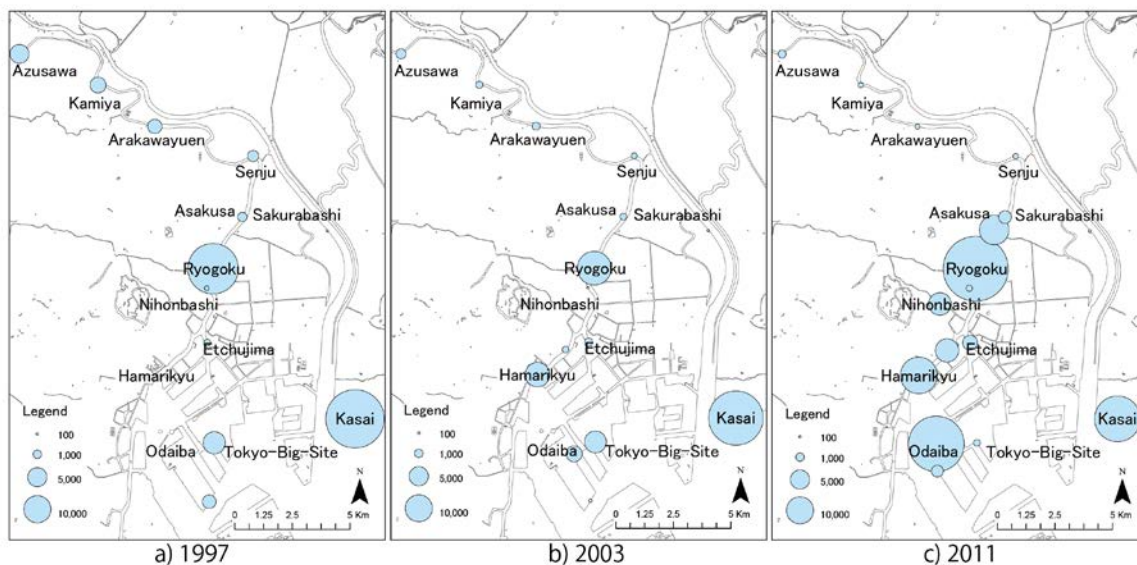 Azusawa
Kamiya
Arakawayuen
Senju
Asakusa Sakurabashi
Ryogoku
Nihonbashi
Etchujima
Hamarikyu
Legend
100
1,000
5,000
10,000
Kasai
Odaiba Tokyo-Big-Site
N
0 1.25 2.5 5 Km
a) 1997
Azusawa
Kamiya
Arakawayuen
Senju
Asakusa Sakurabashi
Ryogoku
Nihonbashi
Etchujima
Hamarikyu
Legend
100
1,000
5,000
10,000
Kasai
Odaiba Tokyo-Big-Site
N
0 1.25 2.5 5 Km
b) 2003
Azusawa
Kamiya
Arakawayuen
Senju
Asakusa Sakurabashi
Ryogoku
Nihonbashi
Etchujima
Hamarikyu
Legend
100
1,000
5,000
10,000
Kasai
Odaiba Tokyo-Big-Site
N
0 1.25 2.5 5 Km
c) 2011